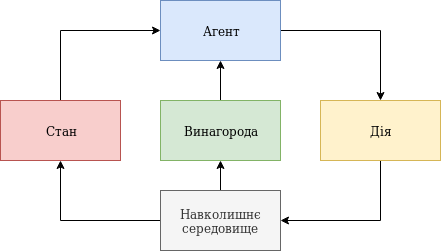 Агент
Стан
Винагорода
Дія
Навколишнє
середовище